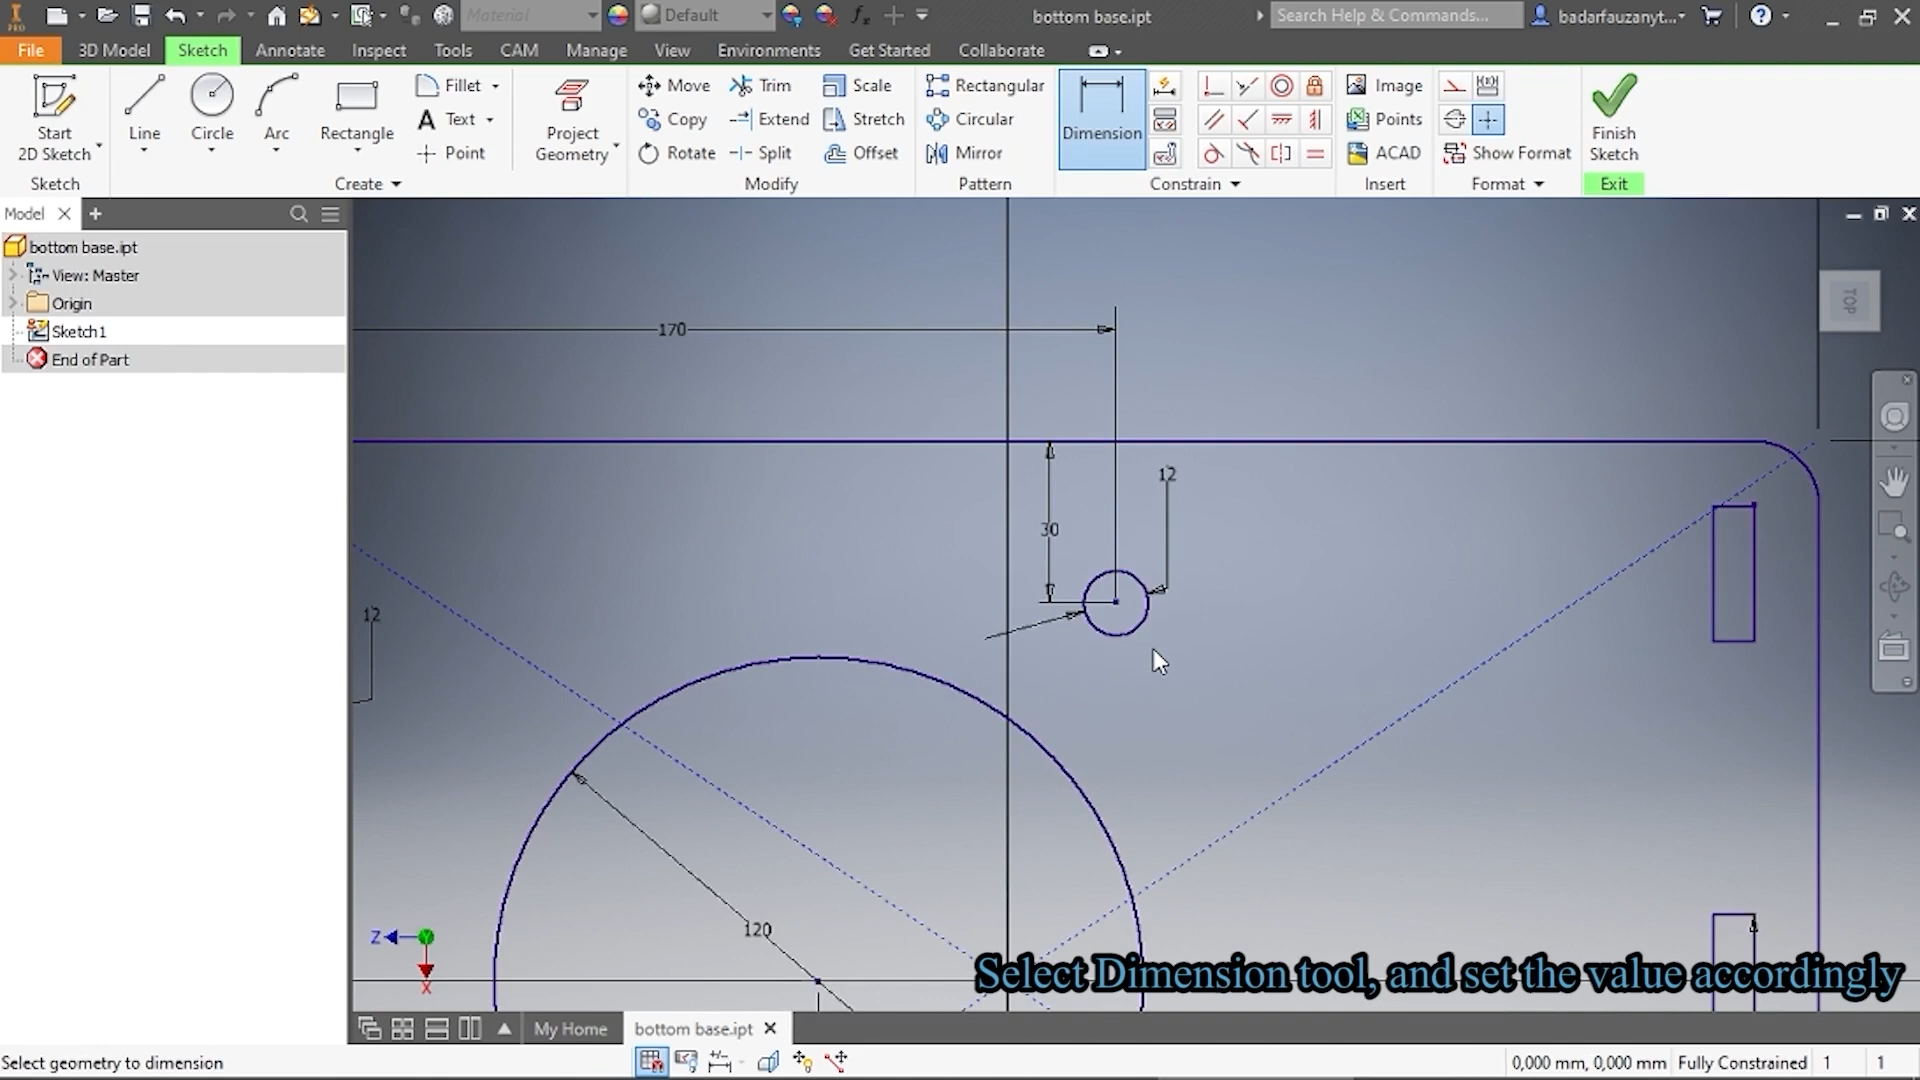 PRO
Material
Default
bottom base.ipt
Search Help & Commands...
badarfauzanyt...
File
3D Model
Sketch
Annotate
Inspect
Tools
CAM
Manage
View
Environments
Get Started
Collaborate
Start
2D Sketch
Line
Circle
Arc
Rectangle
Fillet
Text
Point
Project
Geometry
Move
Copy
Rotate
Trim
Extend
Split
Scale
Stretch
Offset
Rectangular
Circular
Mirror
Dimension
Image
Points
ACAD
Show Format
Finish
Sketch
Sketch
Create
Modify
Pattern
Constrain
Insert
Format
Exit
Model
bottom base.ipt
View: Master
Origin
Sketch1
End of Part
TOP
170
12
30
12
120
Z
Y
X
Select Dimension tool, and set the value accordingly
My Home
bottom base.ipt
Select geometry to dimension
0,000 mm, 0,000 mm
Fully Constrained
1
1